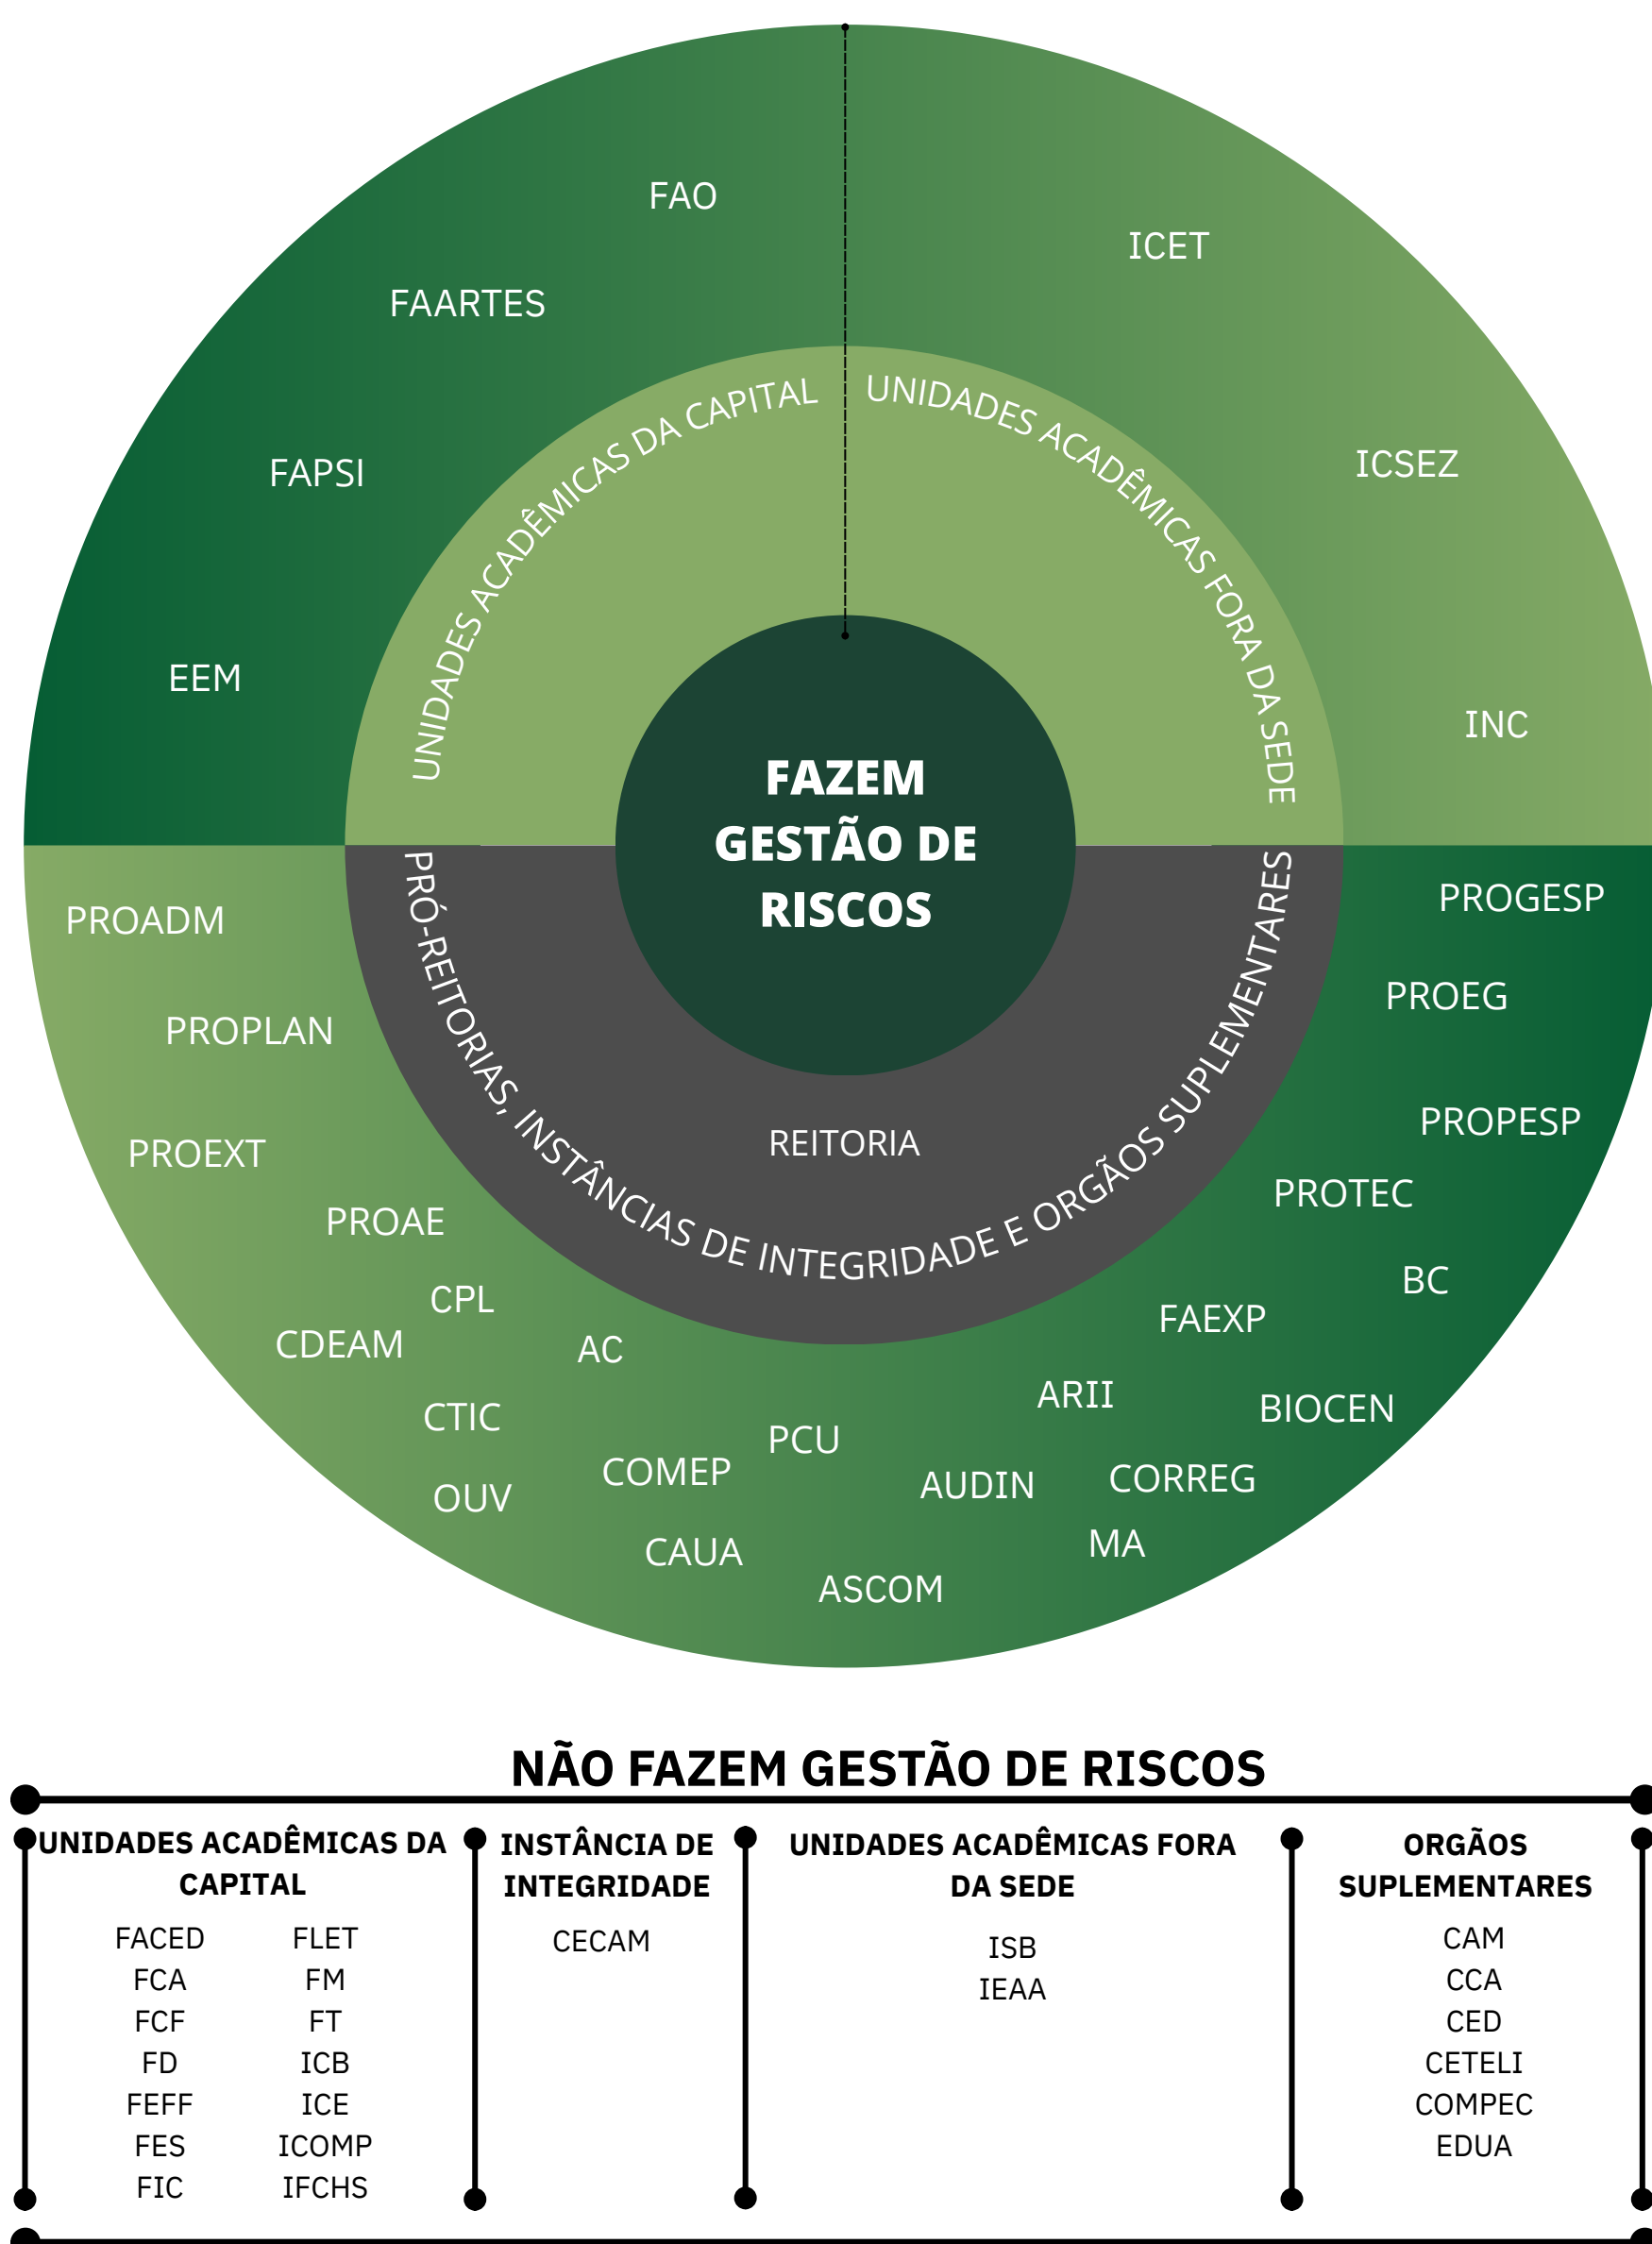 FAO
ICET
FAARTES
UNIDADES ACADÊMICAS DA CAPITAL
UNIDADES ACADÊMICAS FORA DA SEDE
FAPSI
ICSEZ
EEM
INC
FAZEM
GESTÃO DE
RISCOS
PRÓ-REITORIAS, INSTÂNCIAS DE INTEGRIDADE E ORGÃOS SUPLEMENTARES
REITORIA
PROADM
PROGESP
PROEG
PROPLAN
PROPESP
PROEXT
PROTEC
PROAE
BC
CPL
FAEXP
CDEAM
AC
ARII
BIOCEN
CTIC
PCU
COMEP
CORREG
AUDIN
OUV
MA
CAUA
ASCOM
NÃO FAZEM GESTÃO DE RISCOS
UNIDADES ACADÊMICAS DA
CAPITAL
FACED
FCA
FCF
FD
FEFF
FES
FIC
FLET
FM
FT
ICB
ICE
ICOMP
IFCHS
INSTÂNCIA DE
INTEGRIDADE
CECAM
UNIDADES ACADÊMICAS FORA
DA SEDE
ISB
IEAA
ORGÃOS
SUPLEMENTARES
CAM
CCA
CED
CETELI
COMPEC
EDUA